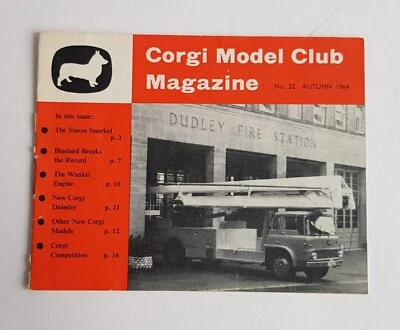 Corgi Model Club
Magazine
No. 32 AUTUMN 1964
In this issue:
The Simon Snorkel
p. 3
Bluebird Breaks
the Record p. 7
The Wankel
Engine p. 10
New Corgi
Daimler p. 11
Other New Corgi
Models p. 12
Corgi
Competition p. 16
DUDLEY FIRE STATION